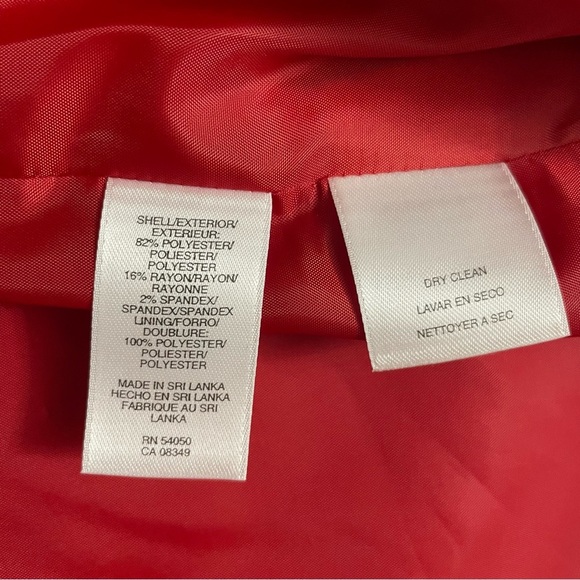 SHELL/EXTERIOR/
EXTERIEUR:
82% POLYESTER/
POLIESTER/
POLYESTER
16% RAYON/RAYON/
RAYONNE
2% SPANDEX/
SPANDEX/SPANDEX
LINING/FORRO/
DOUBLURE:
100% POLYESTER/
POLIESTER/
POLYESTER
MADE IN SRI LANKA
HECHO EN SRI LANKA
FABRIQUE AU SRI
LANKA
RN 54050
CA 08349
DRY CLEAN
LAVAR EN SECO
NETTOYER A SEC